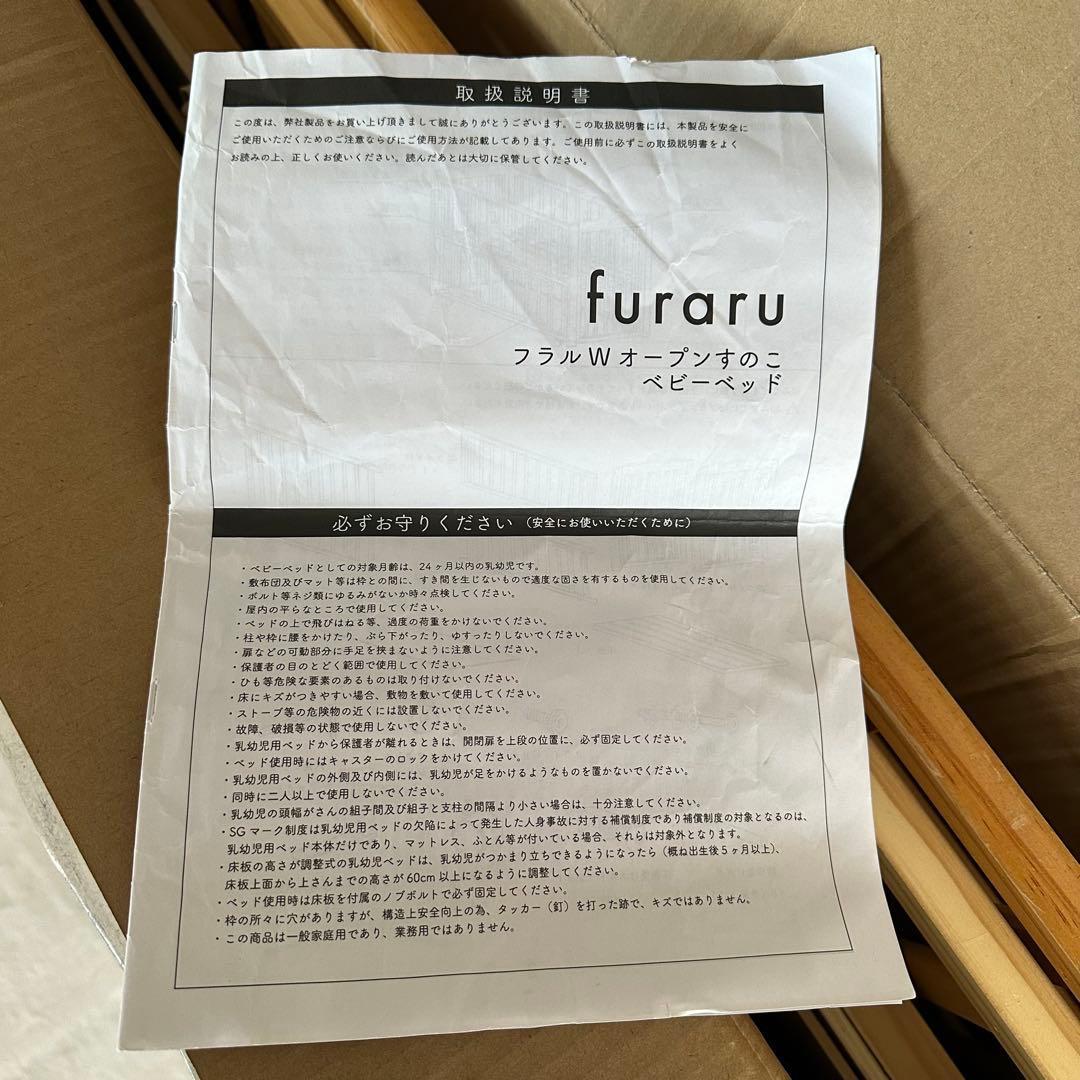 取扱説明書
この度は、弊社製品をお買い上げ頂きまして誠にありがとうございます。この取扱説明書には、本製品を安全に
ご使用いただくためのご注意ならびにご使用方法が記載してあります。ご使用前に必ずこの取扱説明書をよく
お読みの上、正しくお使いください。読んだあとは大切に保管してください。
furaru
フラル W オープンすのこ
ベビーベッド
必ずお守りください（安全にお使いいただくために）
・ベビーベッドとしての対象月齢は、24ヶ月以内の乳幼児です。
・敷布団及びマット等は枠との間に、すき間を生じないもので適度な固さを有するものを使用してください。
・ボルト等ネジ類にゆるみがないか時々点検してください。
・屋内の平らなところで使用してください。
・ベッドの上で飛びはねる等、過度の荷重をかけないでください。
・柱や枠に腰をかけたり、ぶら下がったり、ゆすったりしないでください。
・扉などの可動部分に手足を挟まないように注意してください。
・保護者の目のとどく範囲で使用してください。
・ひも等危険な要素のあるものは取り付けないでください。
・床にキズがつきやすい場合、敷物を敷いて使用してください。
・ストーブ等の危険物の近くには設置しないでください。
・故障、破損等の状態で使用しないでください。
・乳幼児用ベッドから保護者が離れるときは、開閉扉を上段の位置に、必ず固定してください。
・ベッド使用時にはキャスターのロックをかけてください。
・乳幼児用ベッドの外側及び内側には、乳幼児が足をかけるようなものを置かないでください。
・同時に二人以上で使用しないでください。
・乳幼児の頭幅がさんの組子間及び組子と支柱の間隔より小さい場合は、十分注意してください。
・SGマーク制度は乳幼児用ベッドの欠陥によって発生した人身事故に対する補償制度であり補償制度の対象となるのは、
乳幼児用ベッド本体だけであり、マットレス、ふとん等が付いている場合、それらは対象外となります。
・床板の高さが調整式の乳幼児ベッドは、乳幼児がつかまり立ちできるようになったら（概ね出生後5ヶ月以上）、
床板上面から上さんまでの高さが60cm以上になるように調整してください。
・ベッド使用時は床板を付属のノブボルトで必ず固定してください。
・枠の所々に穴がありますが、構造上安全向上の為、タッカー（釘）を打った跡で、キズではありません。
・この商品は一般家庭用であり、業務用ではありません。